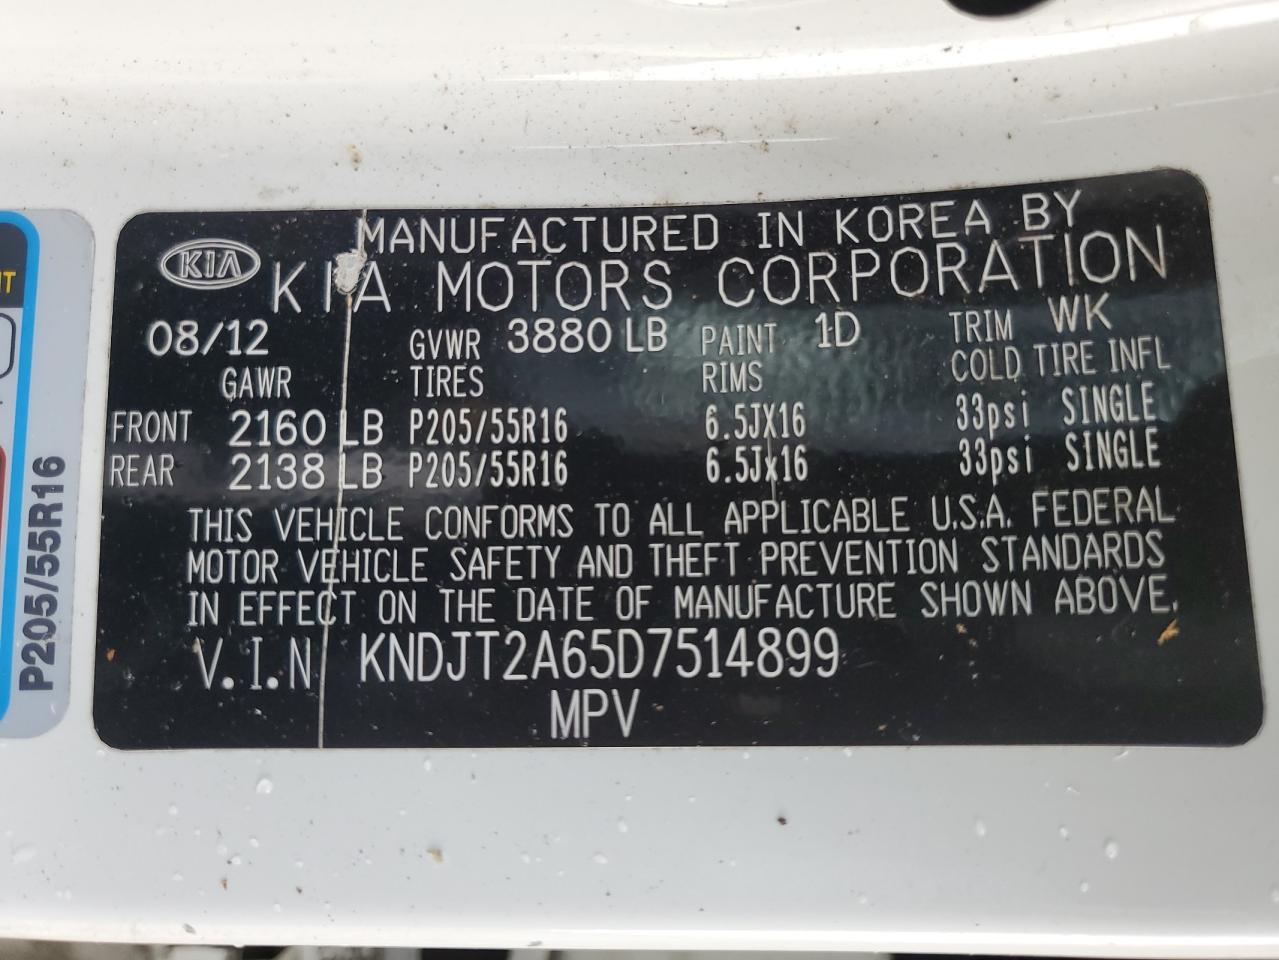 MANUFACTURED IN KOREA BY
KIA KIA MOTORS CORPORATION
08/12 GVWR 3880 LB PAINT 1D TRIM WK
GAWR TIRES RIMS COLD TIRE INFL
FRONT 2160 LB P205/55R16 6.5JX16 33psi SINGLE
REAR 2138 LB P205/55R16 6.5Jx16 33psi SINGLE
THIS VEHICLE CONFORMS TO ALL APPLICABLE U.S.A. FEDERAL
MOTOR VEHICLE SAFETY AND THEFT PREVENTION STANDARDS
IN EFFECT ON THE DATE OF MANUFACTURE SHOWN ABOVE.
V.I.N KNDJT2A65D7514899
MPV
P205/55R16